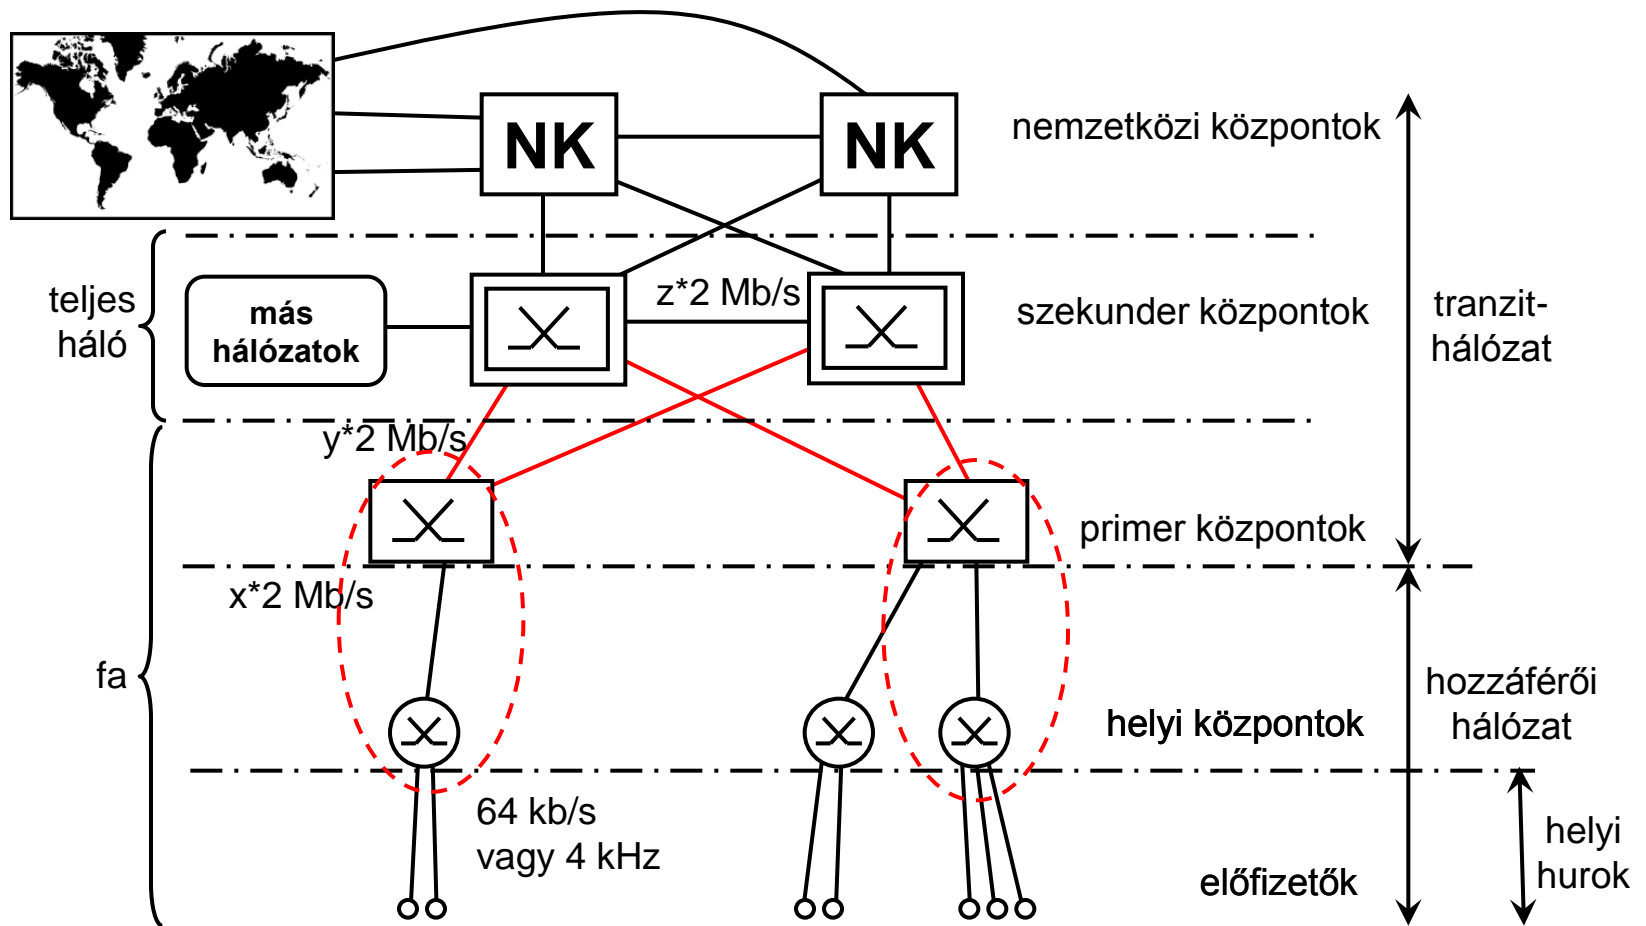 NK
NK
nemzetközi központok
teljes
háló
más
hálózatok
z*2 Mb/s
szekunder központok
tranzit-
hálózat
y*2 Mb/s
primer központok
x*2 Mb/s
fa
helyi központok
hozzáférői
hálózat
64 kb/s
vagy 4 kHz
előfizetők
helyi
hurok